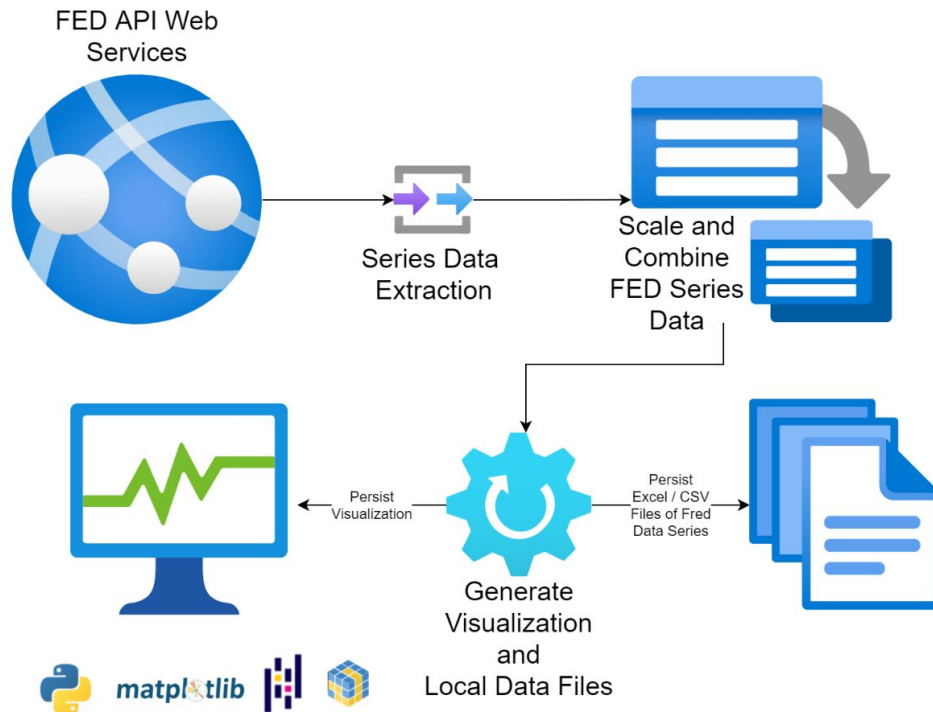 FED API Web
Services
Series Data
Extraction
Scale and
Combine
FED Series
Data
Persist
Visualization
Persist
Excel / CSV
Files of Fred
Data Series
Generate
Visualization
and
Local Data Files
matplotlib